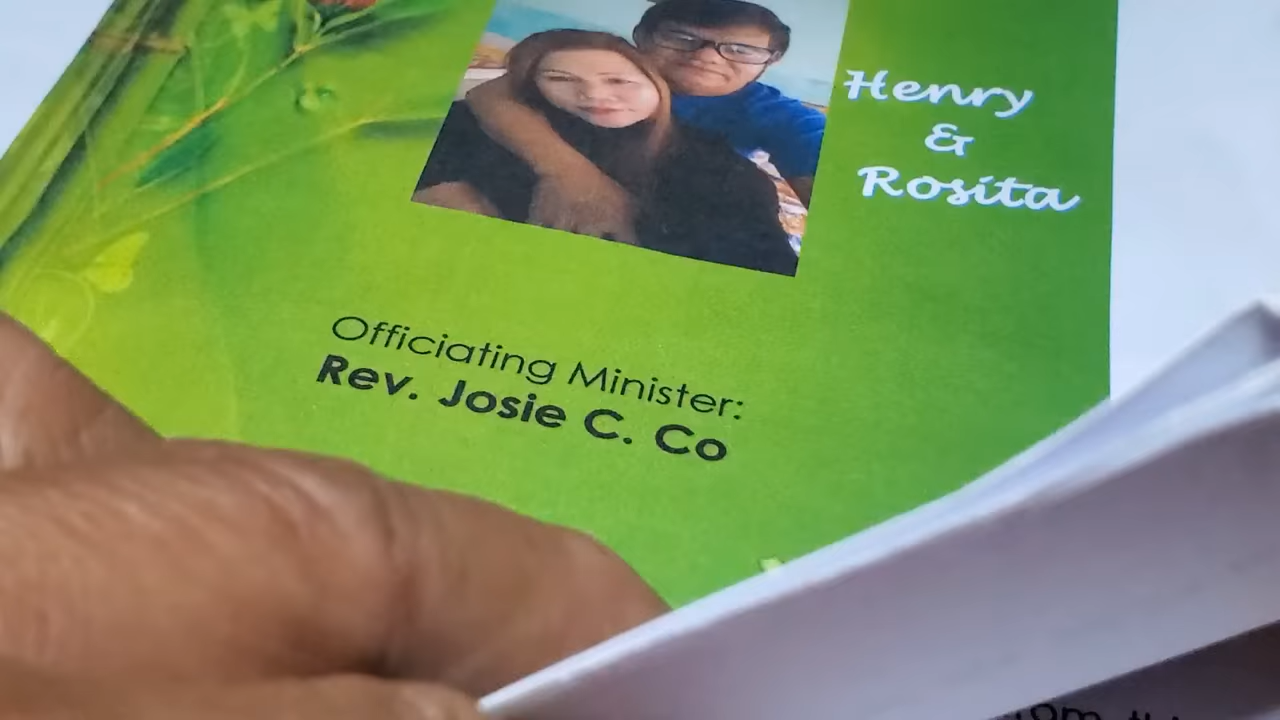 Henry
&
Rosita
Officiating Minister:
Rev. Josie C. Co